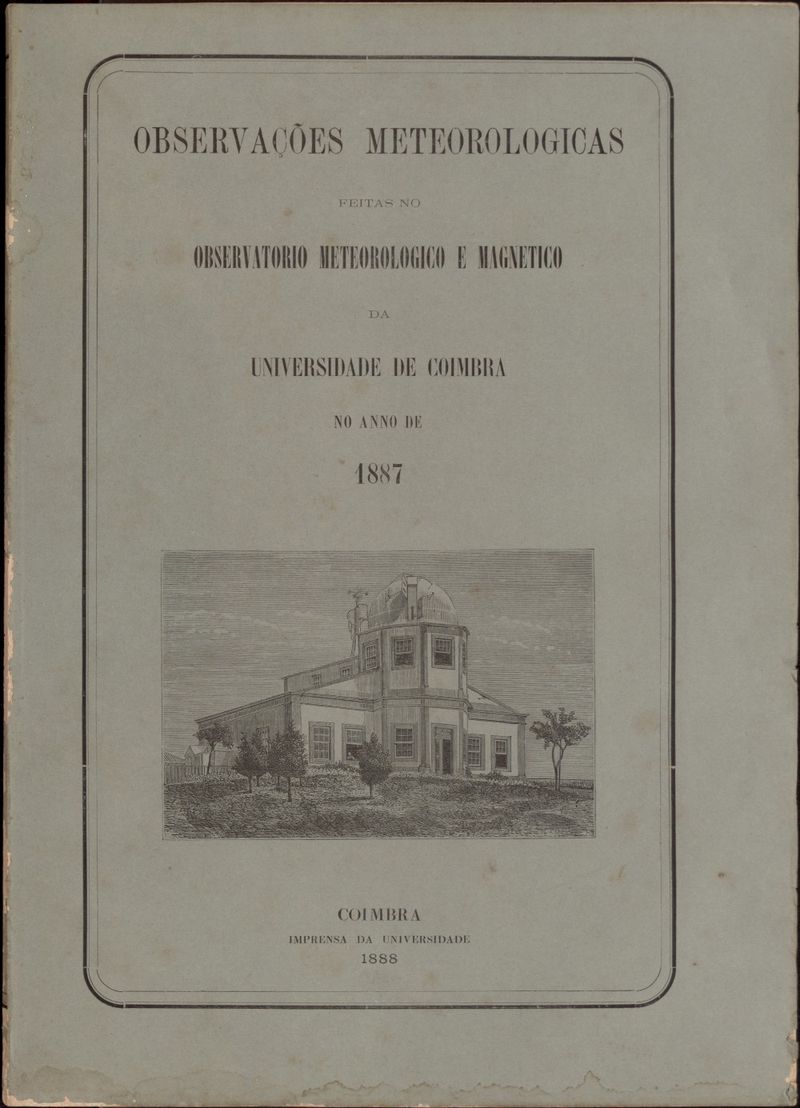 OBSERVAÇÕES METEOROLOGICAS
FEITAS NO
OBSERVATORIO METEOROLOGICO E MAGNETICO
DA
UNIVERSIDADE DE COIMBRA
NO ANNO DE
1887
COIMBRA
IMPRENSA DA UNIVERSIDADE
1888